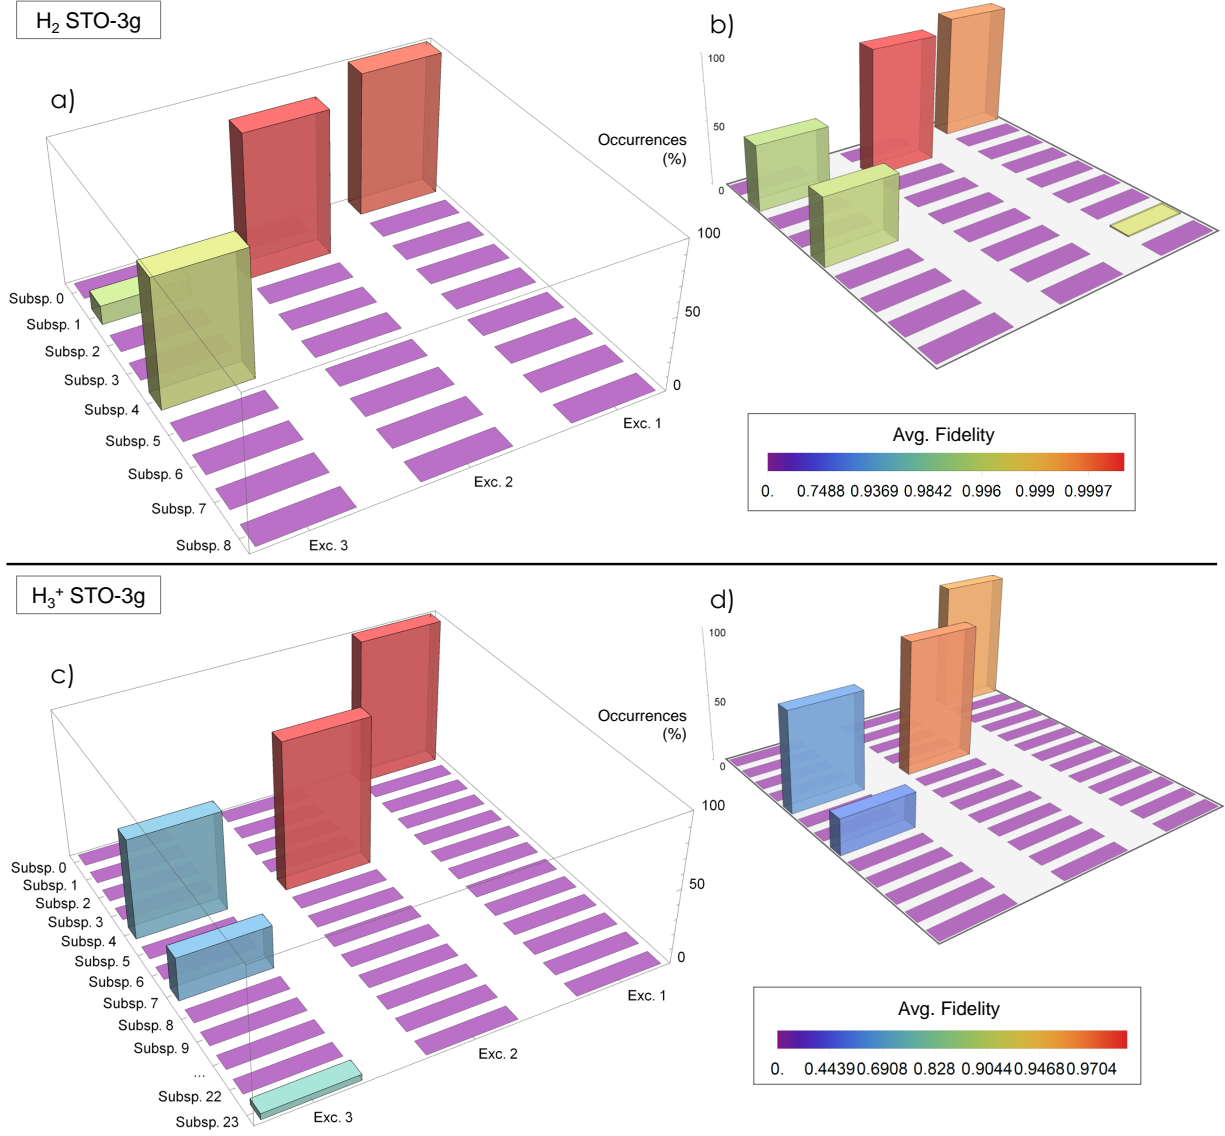 H₂ STO-3g
a)
b)
100
50
0
Occurrences
(%)
100
50
0
Subsp. 0
Subsp. 1
Subsp. 2
Subsp. 3
Subsp. 4
Subsp. 5
Subsp. 6
Subsp. 7
Subsp. 8
Exc. 1
Exc. 2
Exc. 3
Avg. Fidelity
0. 0.7488 0.9369 0.9842 0.996 0.999 0.9997
H₃⁺ STO-3g
c)
d)
100
50
0
Occurrences
(%)
100
50
0
Subsp. 0
Subsp. 1
Subsp. 2
Subsp. 3
Subsp. 4
Subsp. 5
Subsp. 6
Subsp. 7
Subsp. 8
Subsp. 9
...
Subsp. 22
Subsp. 23
Exc. 1
Exc. 2
Exc. 3
Avg. Fidelity
0. 0.4439 0.6908 0.828 0.9044 0.9468 0.9704